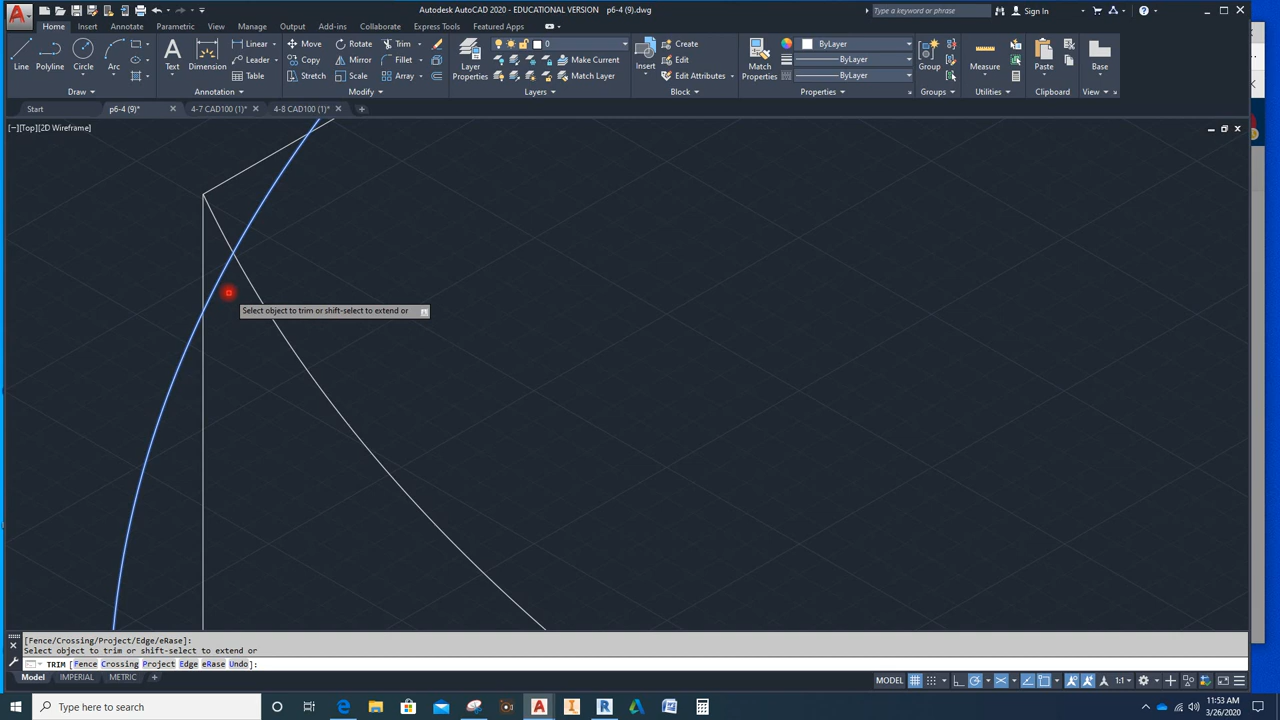 Autodesk AutoCAD 2020 - EDUCATIONAL VERSION p6-4 (9).dwg
Type a keyword or phrase
Sign In
Home Insert Annotate Parametric View Manage Output Add-ins Collaborate Express Tools Featured Apps
Line Polyline Circle Arc
Draw
Text Dimension
Linear
Leader
Table
Annotation
Move Rotate Trim
Copy Mirror Fillet
Stretch Scale Array
Modify
Layer Properties
0
Make Current
Match Layer
Layers
Insert
Create
Edit
Edit Attributes
Block
Match Properties
ByLayer
ByLayer
ByLayer
Properties
Group
Groups
Measure
Utilities
Paste
Clipboard
Base
View
Start p6-4 (9)* 4-7 CAD100 (1)* 4-8 CAD100 (1)*
[−][Top][2D Wireframe]
Select object to trim or shift-select to extend or
[Fence/Crossing/Project/Edge/eRase]:
Select object to trim or shift-select to extend or
TRIM [Fence Crossing Project Edge eRase Undo]:
Model IMPERIAL METRIC
MODEL 1:1
Type here to search
11:53 AM
3/26/2020